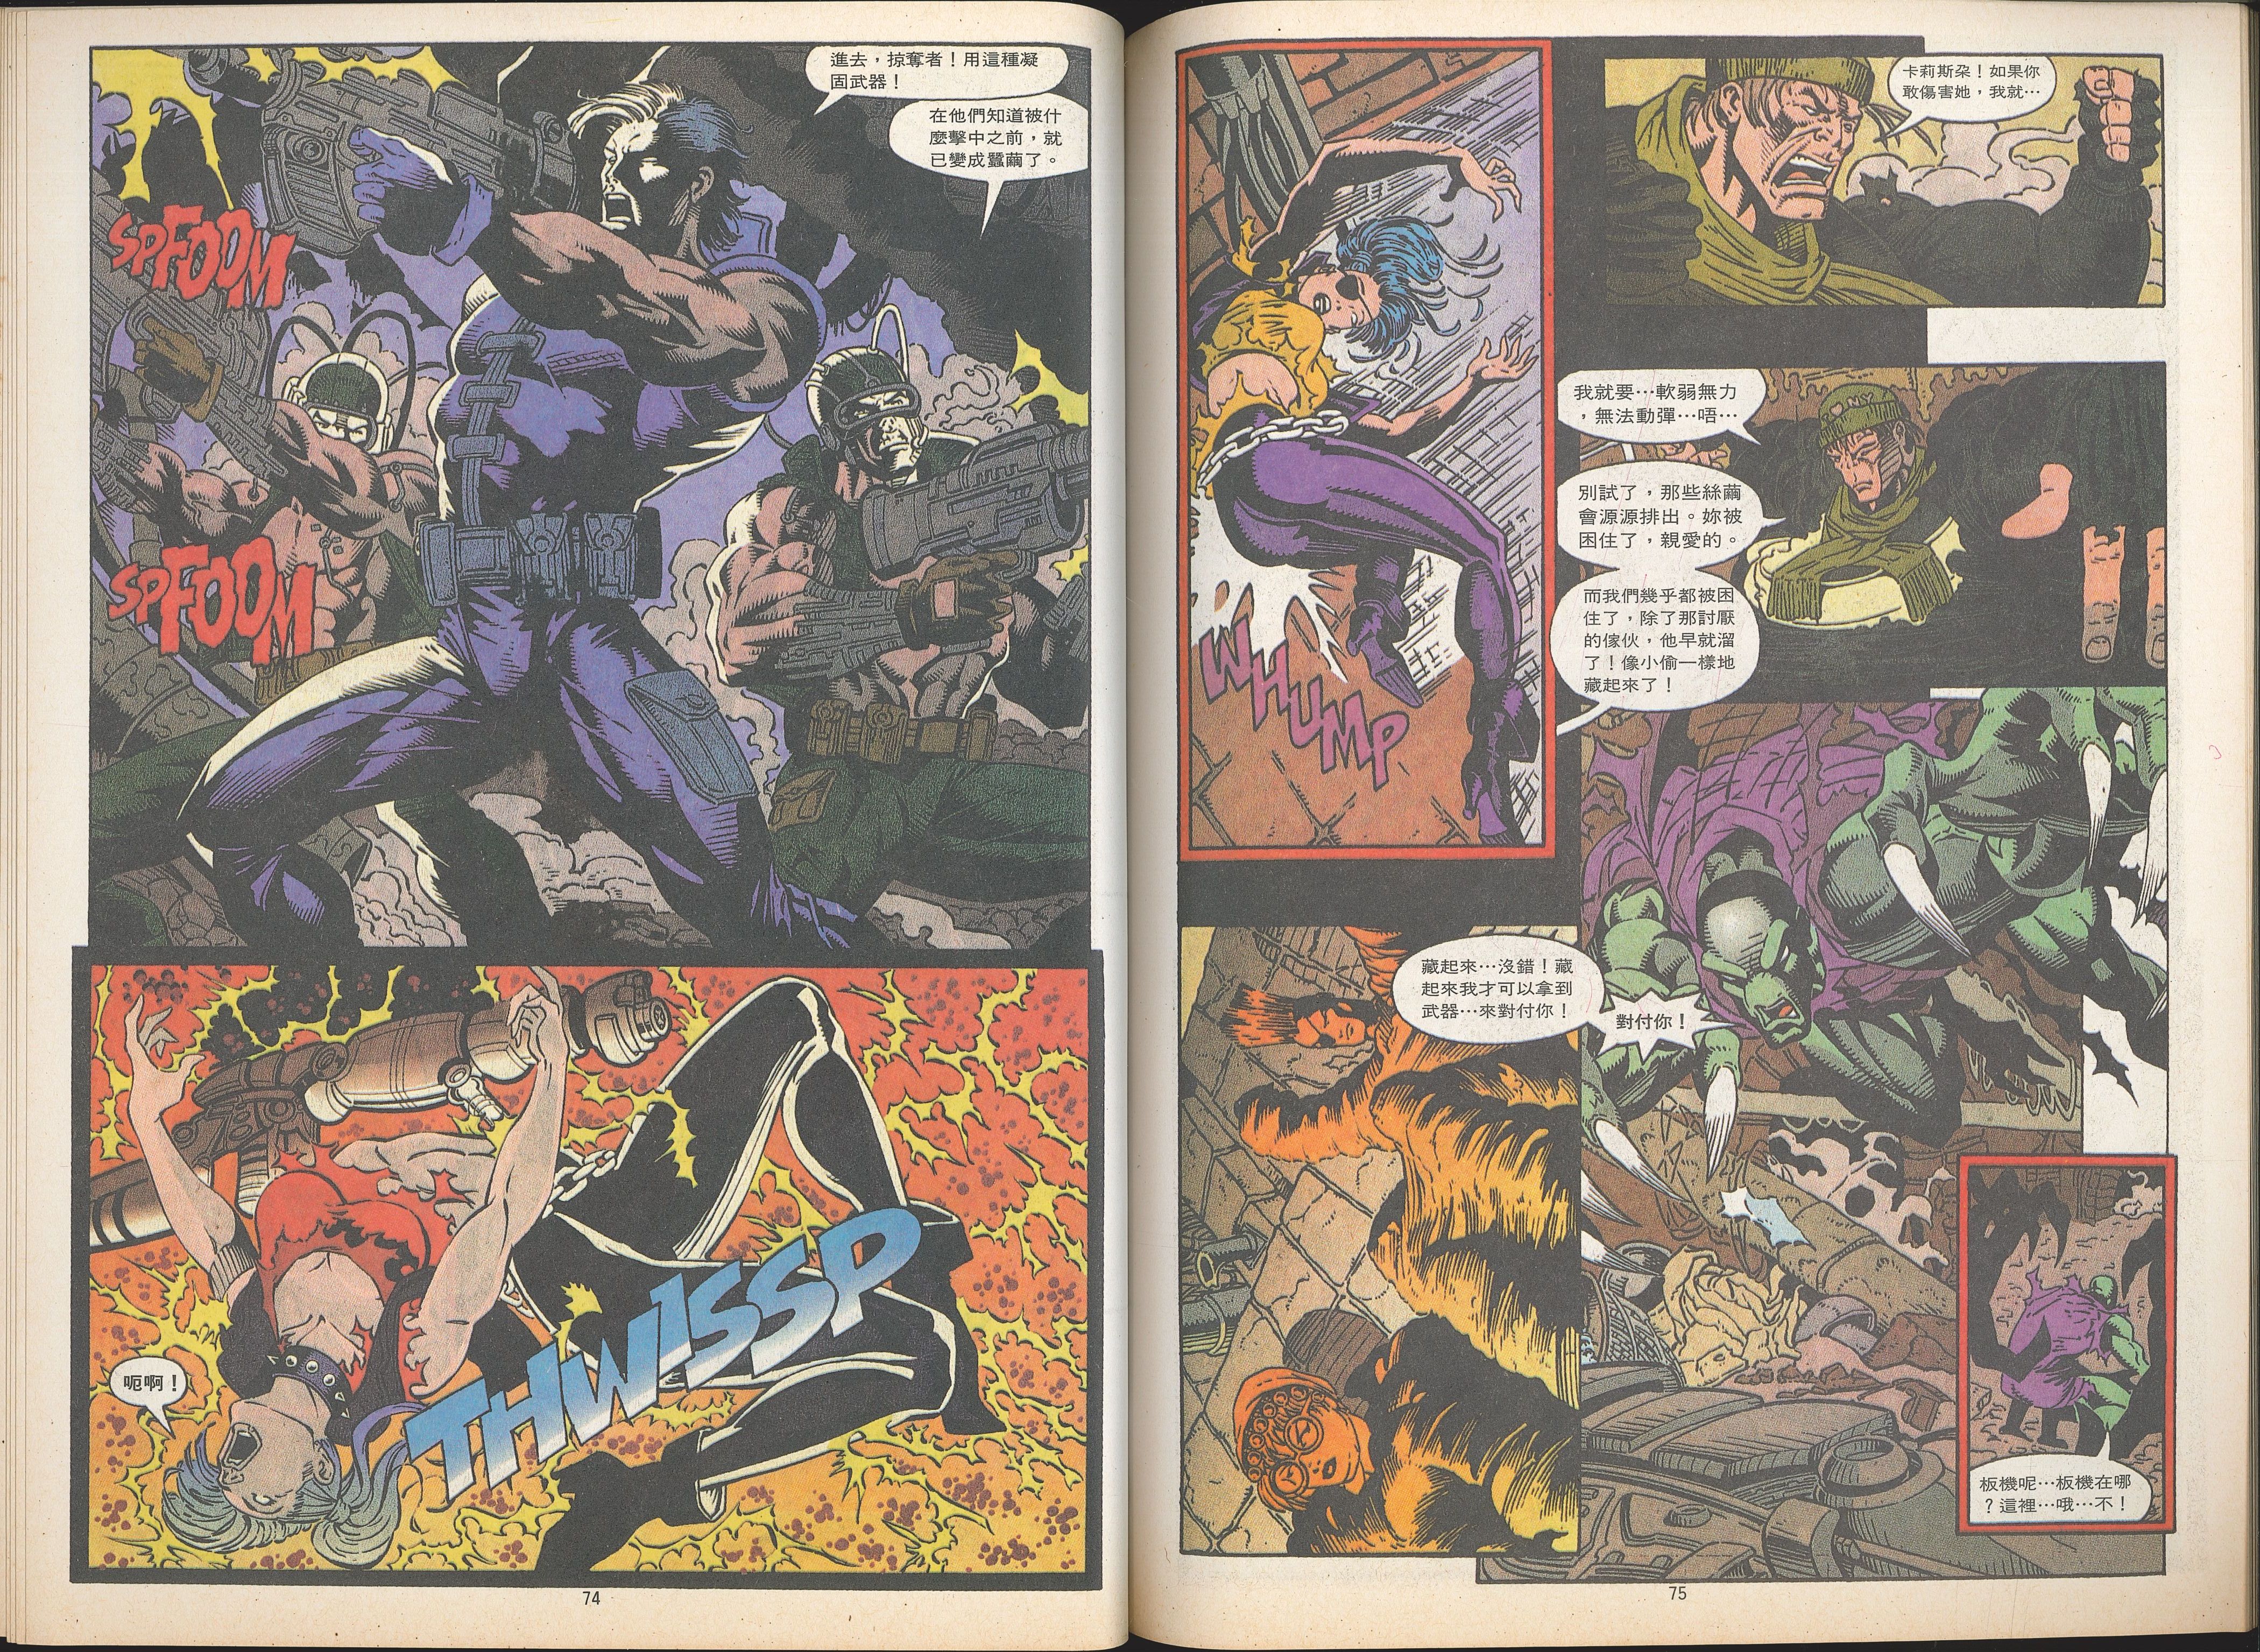 進去，掠奪者！用這種凝
固武器！
在他們知道被什
麼擊中之前，就
已變成蠶繭了。
SPFOOM
SPFOOM
呃啊！
THWISSP
74
卡莉斯朶！如果你
敢傷害她，我就…
I ♥ NY
我就要…軟弱無力
，無法動彈…唔…
別試了，那些絲繭
會源源排出。妳被
困住了，親愛的。
而我們幾乎都被困
住了，除了那討厭
的傢伙，他早就溜
了！像小偷一樣地
藏起來了！
WHUMP
藏起來…沒錯！藏
起來我才可以拿到
武器…來對付你！
對付你！
板機呢…板機在哪
？這裡…哦…不！
75